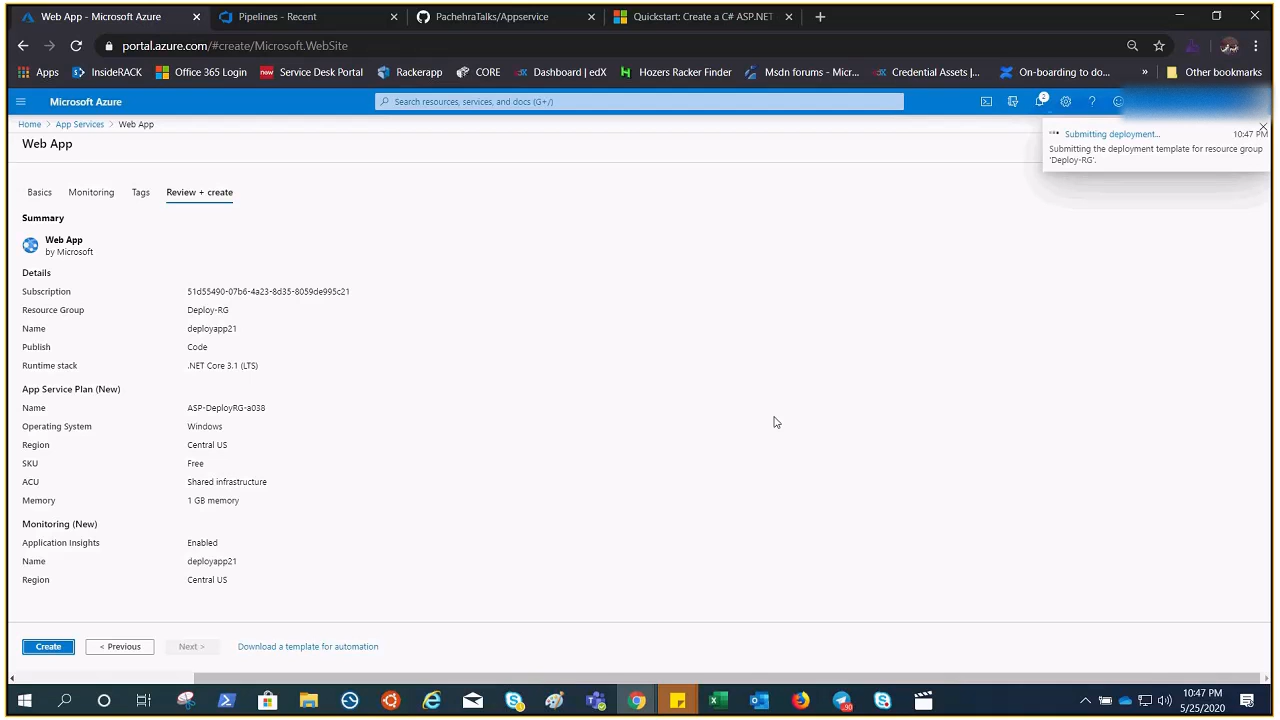 Web App - Microsoft Azure
Pipelines - Recent
PachehraTalks/Appservice
Quickstart: Create a C# ASP.NET
portal.azure.com/#create/Microsoft.WebSite
Apps
InsideRACK
Office 365 Login
Service Desk Portal
Rackerapp
CORE
Dashboard | edX
Hozers Racker Finder
Msdn forums - Micr...
Credential Assets |...
On-boarding to do...
»
Other bookmarks
Microsoft Azure
Search resources, services, and docs (G+/)
2
Home > App Services > Web App
Web App
Submitting deployment...
10:47 PM
Submitting the deployment template for resource group
'Deploy-RG'.
Basics
Monitoring
Tags
Review + create
Summary
Web App
by Microsoft
Details
Subscription 51d55490-07b6-4a23-8d35-8059de995c21
Resource Group Deploy-RG
Name deployapp21
Publish Code
Runtime stack .NET Core 3.1 (LTS)
App Service Plan (New)
Name ASP-DeployRG-a038
Operating System Windows
Region Central US
SKU Free
ACU Shared infrastructure
Memory 1 GB memory
Monitoring (New)
Application Insights Enabled
Name deployapp21
Region Central US
Create
< Previous
Next >
Download a template for automation
10:47 PM
5/25/2020